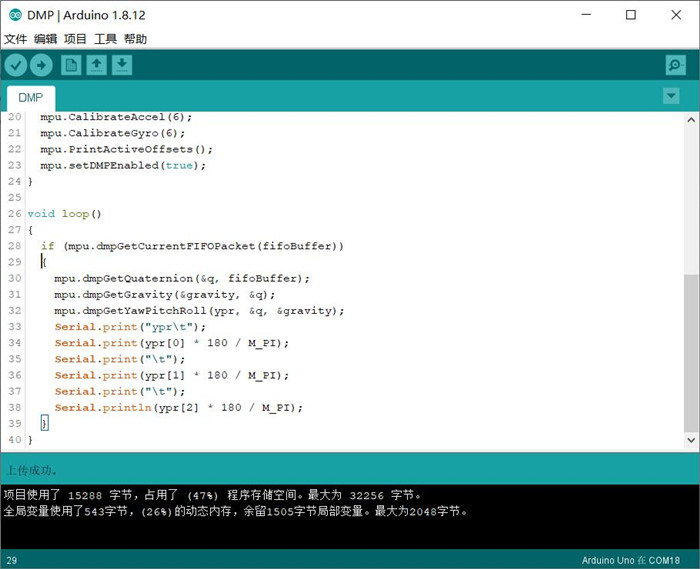 DMP | Arduino 1.8.12
文件 编辑 项目 工具 帮助
DMP
20 mpu.CalibrateAccel(6);
21 mpu.CalibrateGyro(6);
22 mpu.PrintActiveOffsets();
23 mpu.setDMPEnabled(true);
24 }
25
26 void loop()
27 {
28 if (mpu.dmpGetCurrentFIFOPacket(fifoBuffer))
29 {
30 mpu.dmpGetQuaternion(&q, fifoBuffer);
31 mpu.dmpGetGravity(&gravity, &q);
32 mpu.dmpGetYawPitchRoll(ypr, &q, &gravity);
33 Serial.print("ypr\t");
34 Serial.print(ypr[0] * 180 / M_PI);
35 Serial.print("\t");
36 Serial.print(ypr[1] * 180 / M_PI);
37 Serial.print("\t");
38 Serial.println(ypr[2] * 180 / M_PI);
39 }
40 }
上传成功。
项目使用了 15288 字节，占用了 (47%) 程序存储空间。最大为 32256 字节。
全局变量使用了543字节，(26%)的动态内存，余留1505字节局部变量。最大为2048字节。
29 Arduino Uno 在 COM18